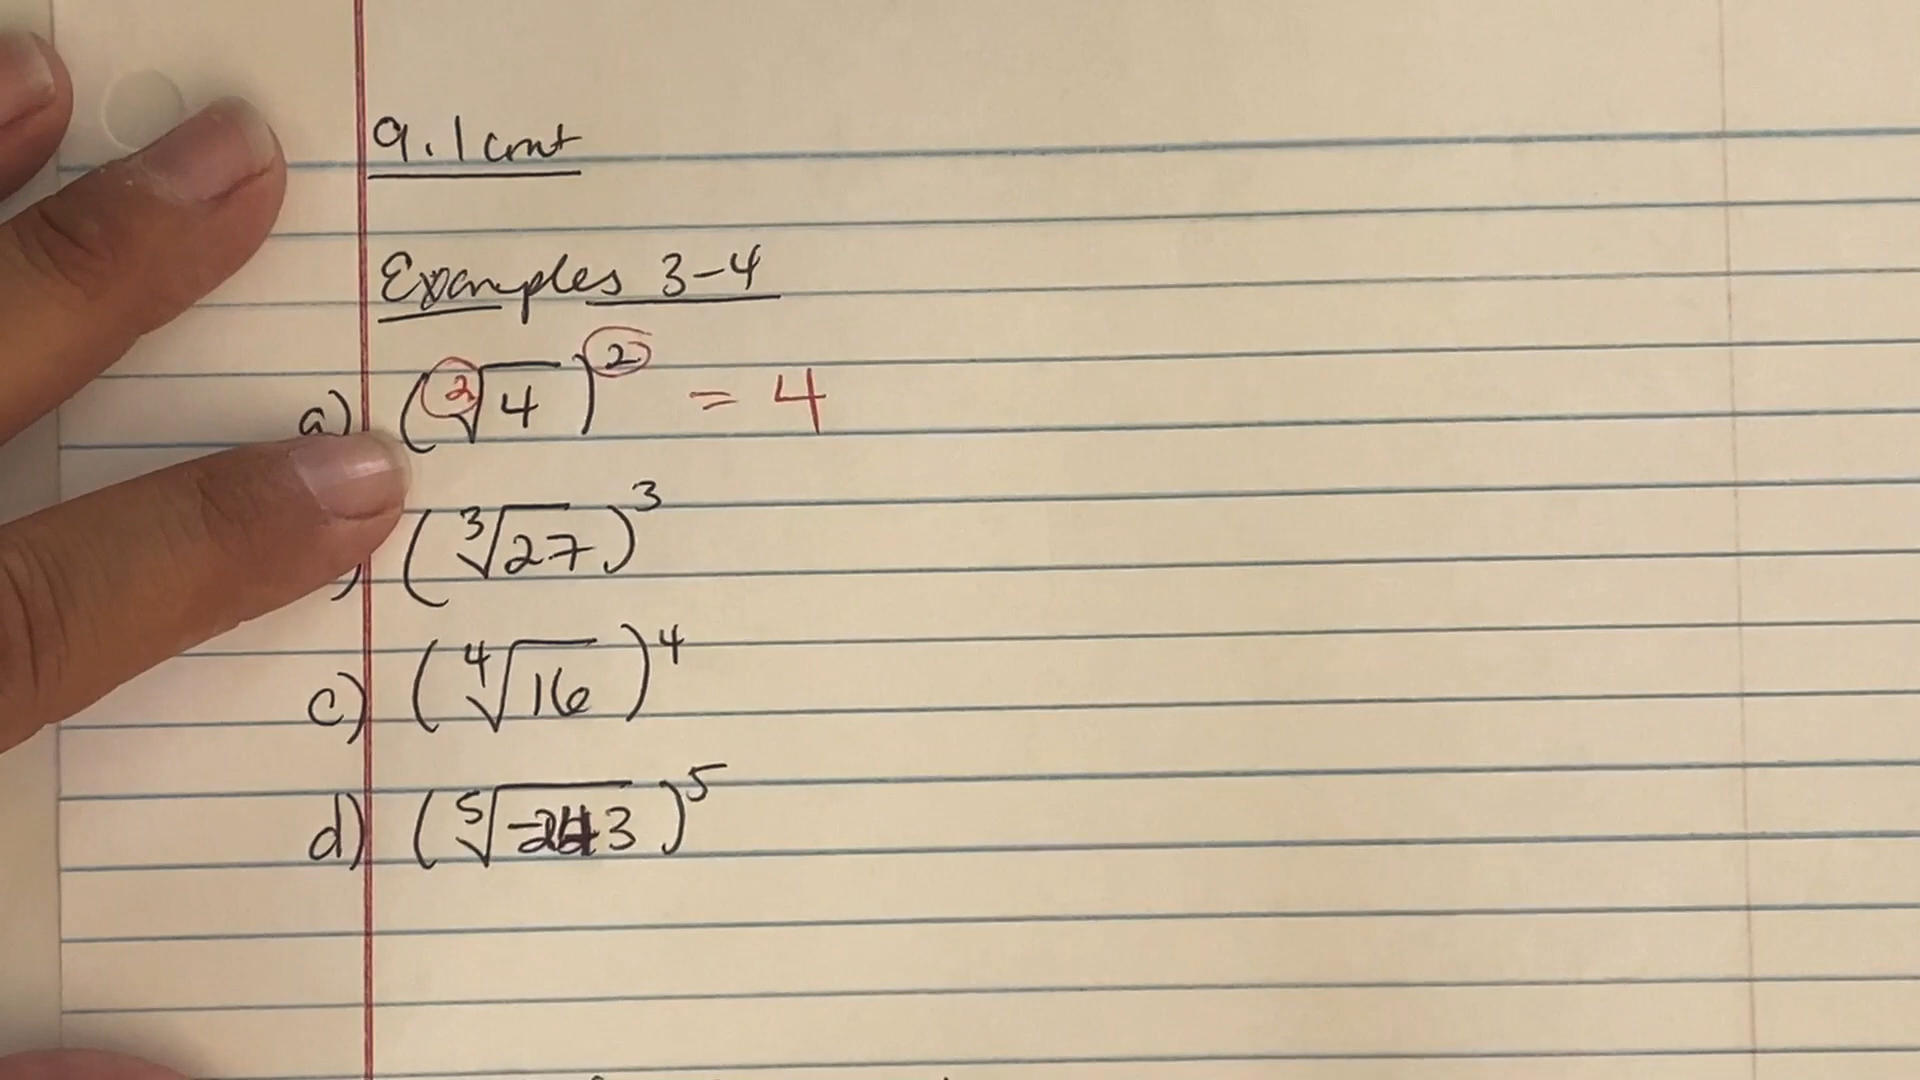 9.1 cont
Examples 3-4
a) (²√4)² = 4
) (³√27)³
c) (⁴√16)⁴
d) (⁵√-243)⁵